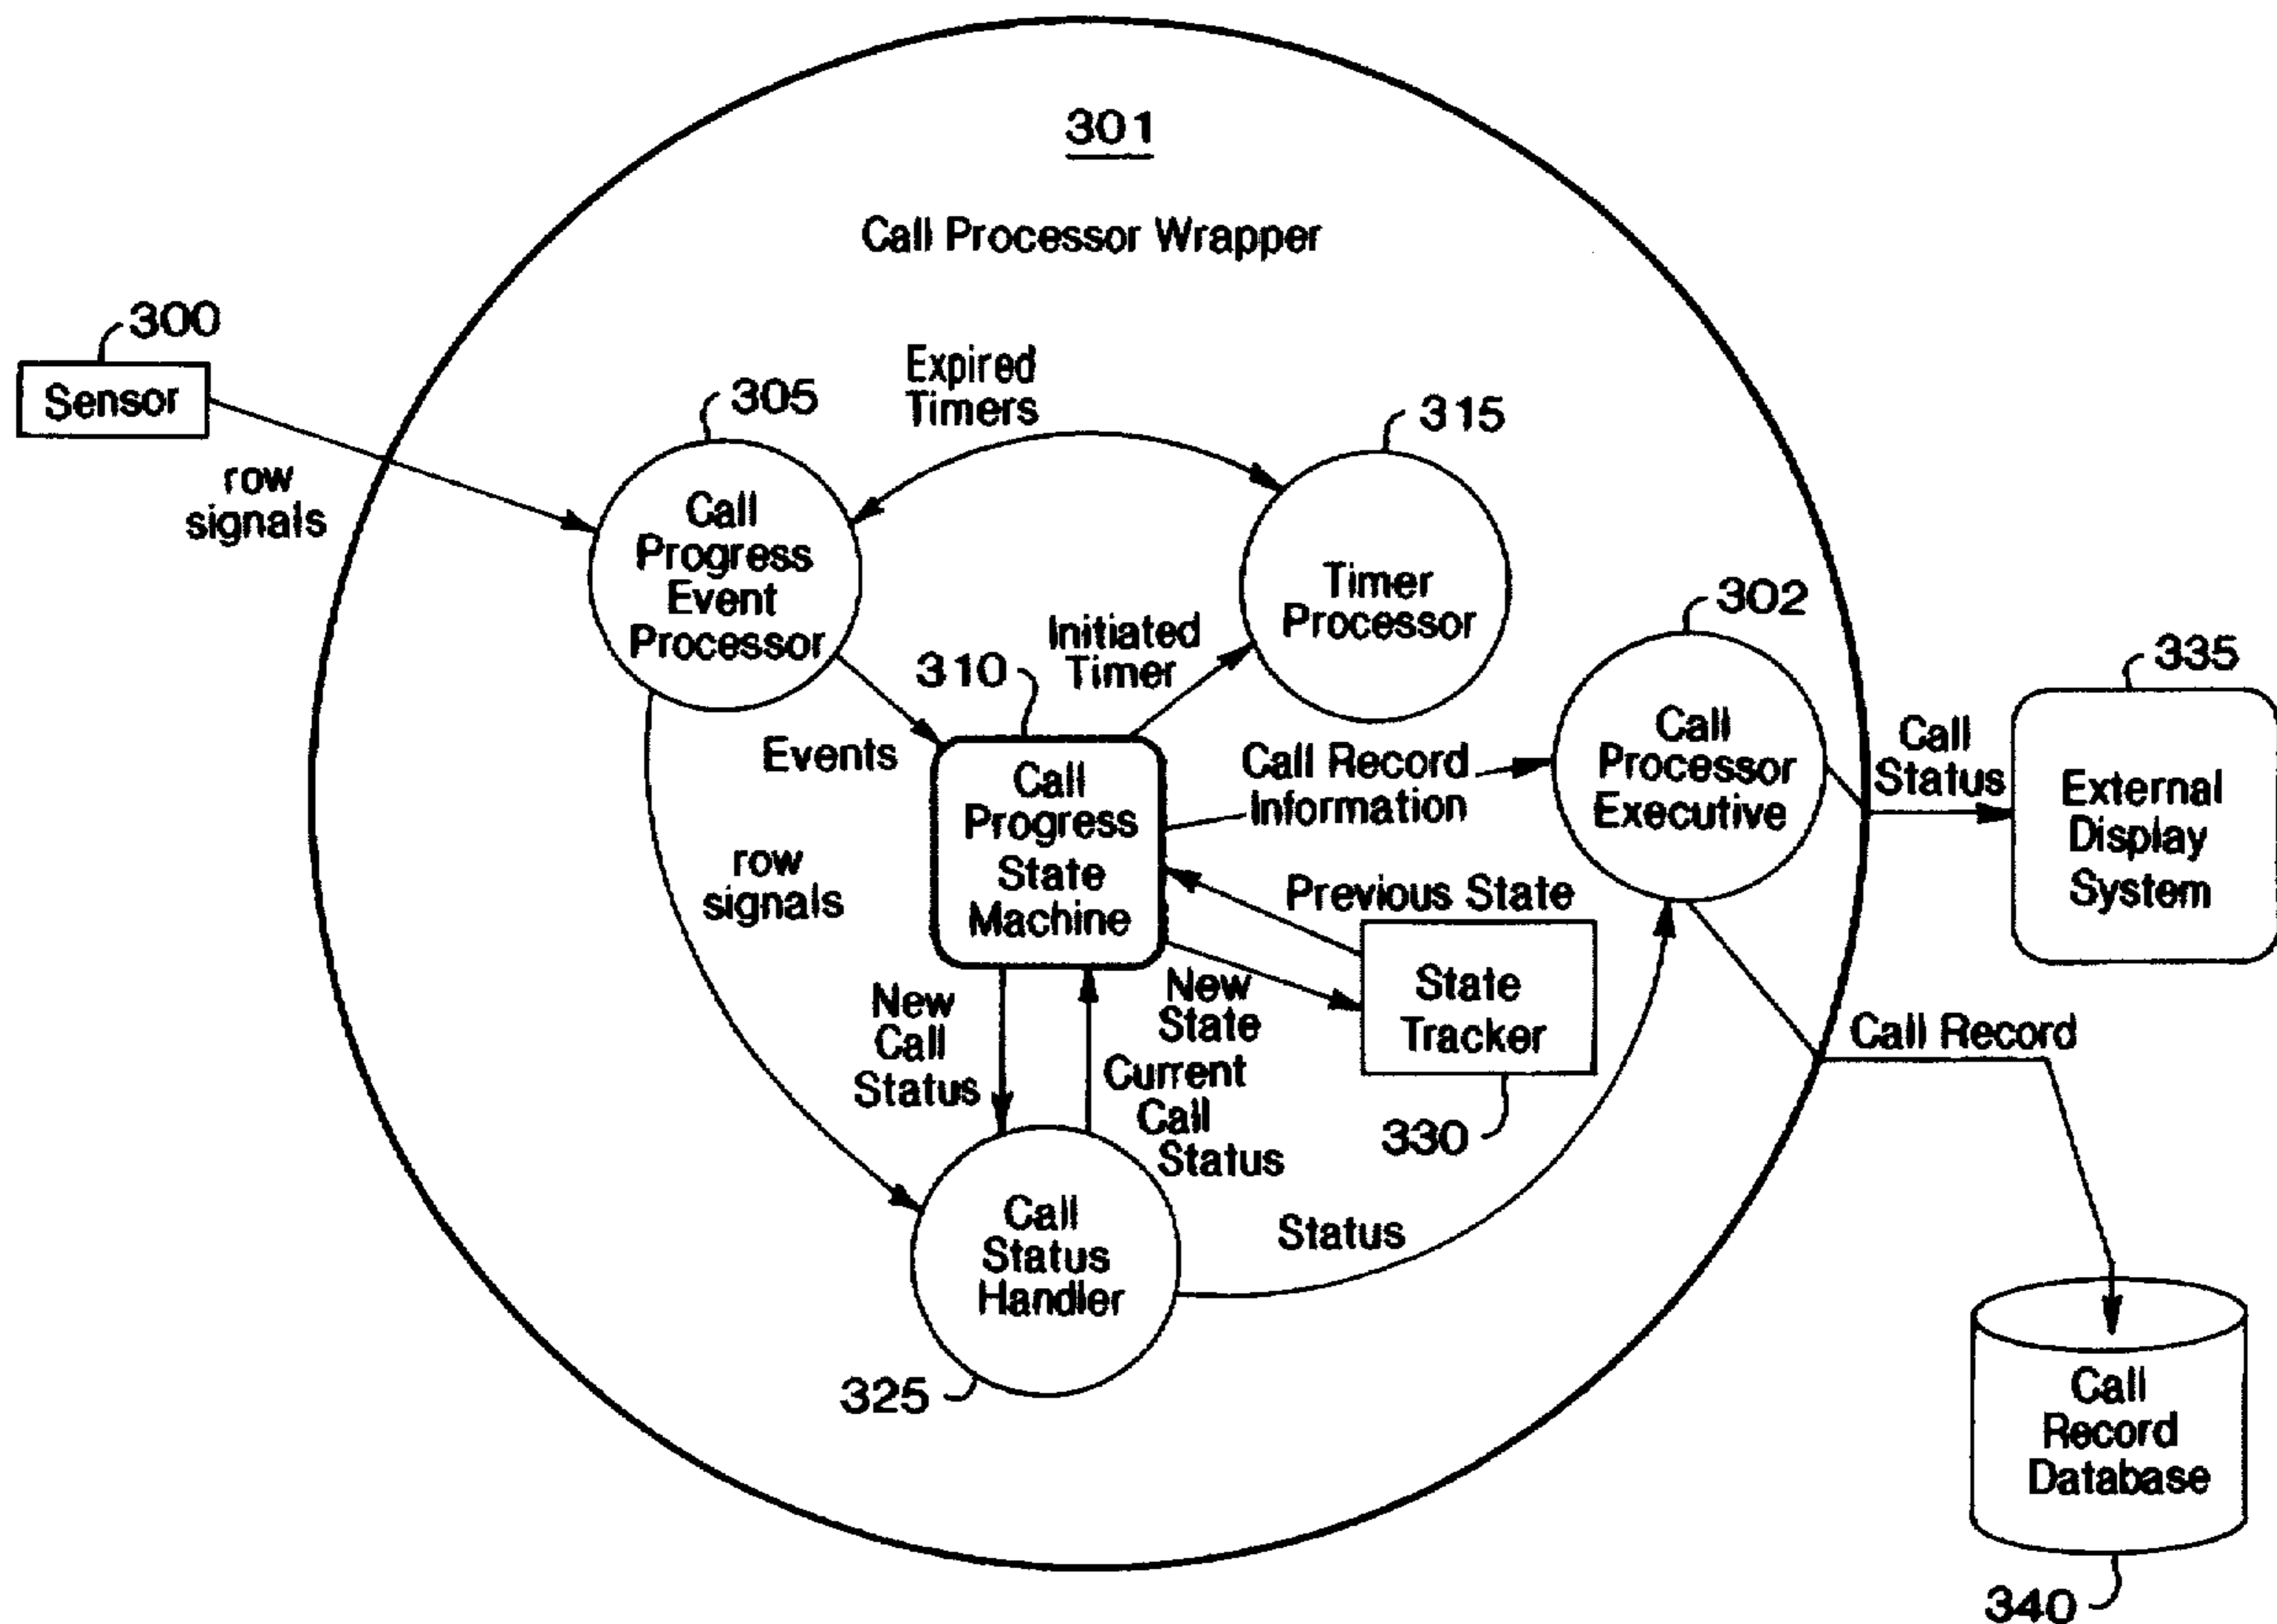 301
Call Processor Wrapper
300
Sensor
row
signals
305
Call
Progress
Event
Processor
Expired
Timers
315
Timer
Processor
Initiated
Timer
310
Events
Call
Progress
State
Machine
Call Record
Information
302
Call
Processor
Executive
Call
Status
335
External
Display
System
row
signals
Previous State
New
State
State
Tracker
330
New
Call
Status
Current
Call
Status
Call
Status
Handler
325
Status
Call Record
Call
Record
Database
340